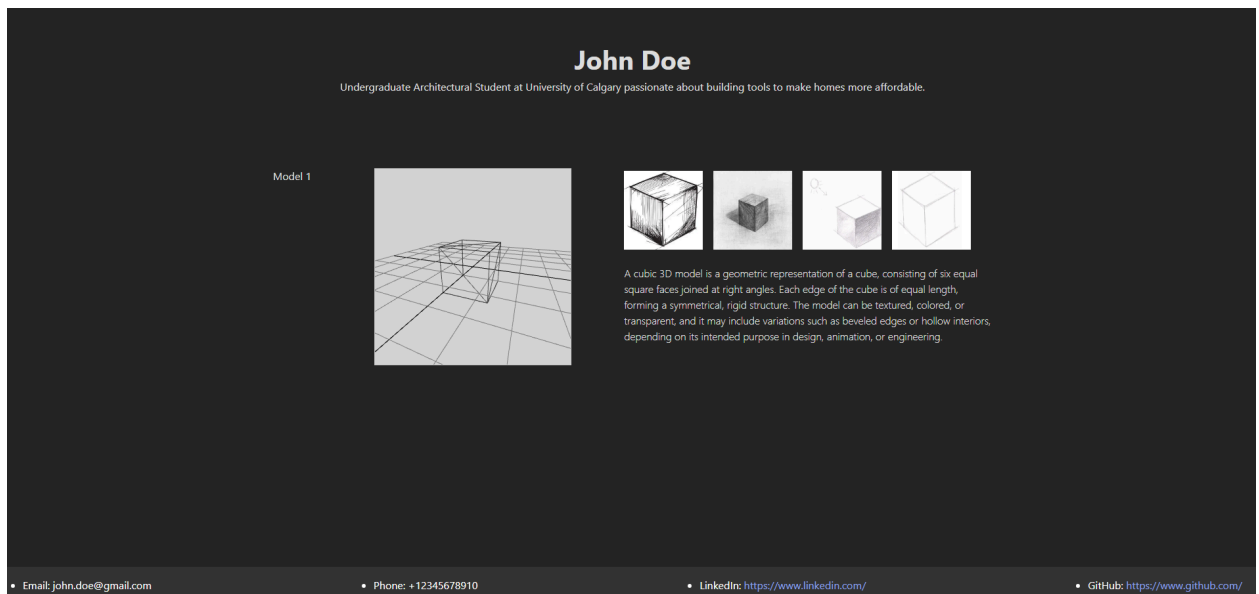 John Doe
Undergraduate Architectural Student at University of Calgary passionate about building tools to make homes more affordable.
Model 1
A cubic 3D model is a geometric representation of a cube, consisting of six equal
square faces joined at right angles. Each edge of the cube is of equal length,
forming a symmetrical, rigid structure. The model can be textured, colored, or
transparent, and it may include variations such as beveled edges or hollow interiors,
depending on its intended purpose in design, animation, or engineering.
• Email: john.doe@gmail.com
• Phone: +12345678910
• LinkedIn: https://www.linkedin.com/
• GitHub: https://www.github.com/